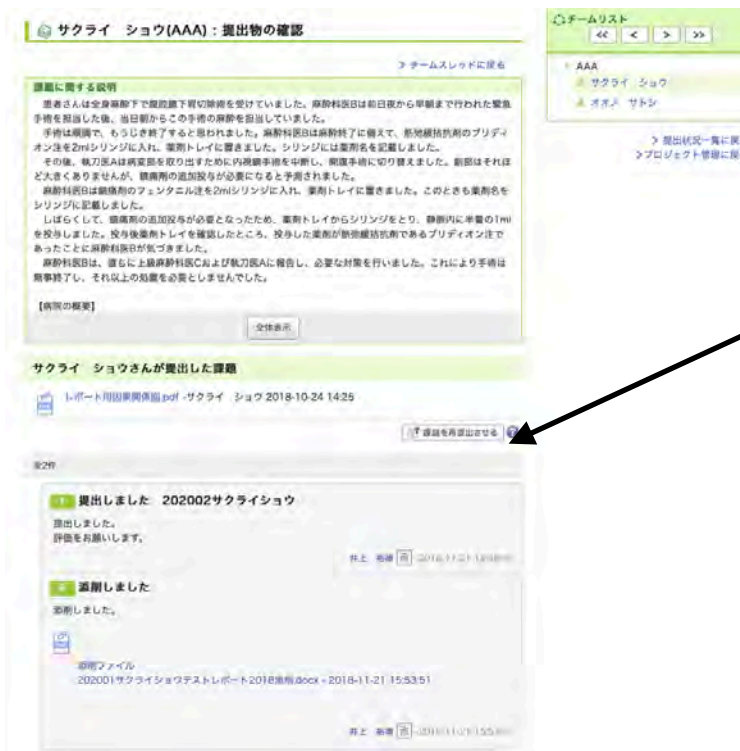 サクライ ショウ(AAA):提出物の確認
チームスレッドに戻る
課題に関する説明
患者さんは全身麻酔下で腹腔鏡下胃切除術を受けていました。麻酔科医Bは前日夜から早朝まで行われた緊急
手術を担当した後、当日朝からこの手術の麻酔を担当していました。
手術は順調で、もうじき終了すると思われました。麻酔科医Bは麻酔終了に備えて、筋弛緩拮抗剤のブリディ
オン注を2mlシリンジに入れ、薬剤トレイに置きました。シリンジには薬剤名を記載しました。
その後、執刀医Aは病変部を取り出すために内視鏡手術を中断し、開腹手術に切り替えました。創部はそれほ
ど大きくありませんが、鎮痛剤の追加投与が必要になると予測されました。
麻酔科医Bは鎮痛剤のフェンタニル注を2mlシリンジに入れ、薬剤トレイに置きました。このときも薬剤名を
シリンジに記載しました。
しばらくして、鎮痛剤の追加投与が必要となったため、薬剤トレイからシリンジをとり、静脈内に半量の1ml
を投与しました。投与後薬剤トレイを確認したところ、投与した薬剤が筋弛緩拮抗剤であるブリディオン注で
あったことに麻酔科医Bが気づきました。
麻酔科医Bは、直ちに上級麻酔科医Cおよび執刀医Aに報告し、必要な対策を行いました。これにより手術は
無事終了し、それ以上の処置を必要としませんでした。
【病院の概要】
全体表示
サクライ ショウさんが提出した課題
レポート用因果関係図.pdf -サクライ ショウ 2018-10-24 14:25
課題を再提出させる
全2件
1 提出しました 202002サクライショウ
提出しました。
評価をお願いします。
井上
2 添削しました
添削しました。
添削ファイル
202001サクライショウテストレポート2018添削.docx - 2018-11-21 15:53:51
井上
チームリスト
<< < > >>
AAA
サクライ ショウ
オオノ サトシ
提出状況一覧に戻
プロジェクト管理に戻